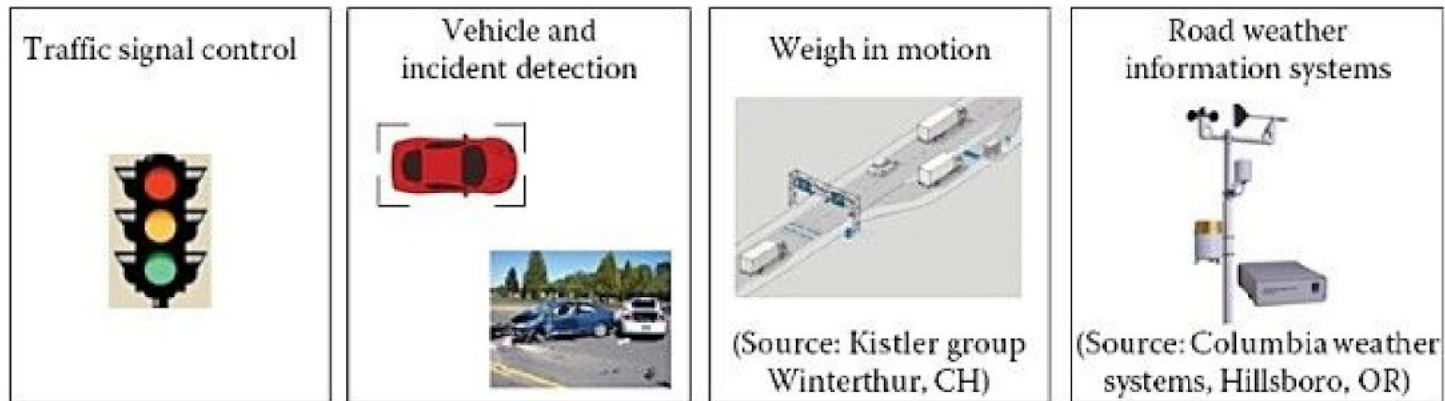 Traffic signal control
Vehicle and
incident detection
Weigh in motion
(Source: Kistler group
Winterthur, CH)
Road weather
information systems
(Source: Columbia weather
systems, Hillsboro, OR)